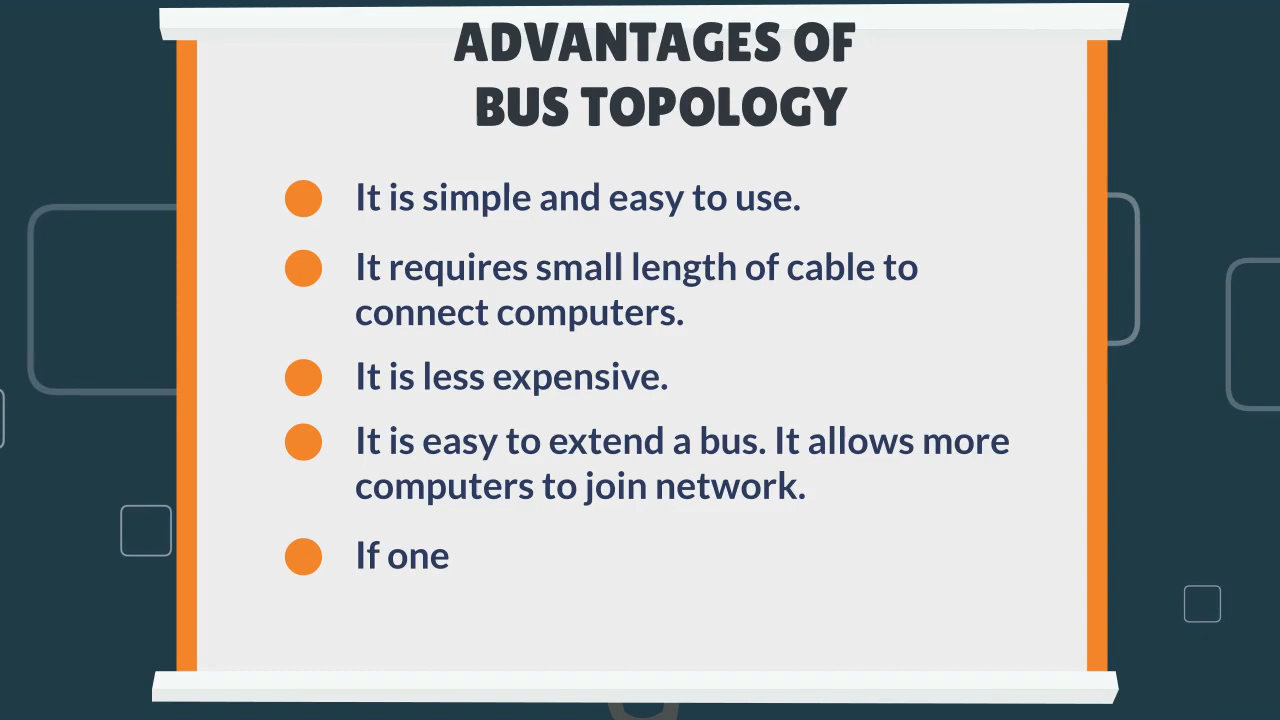 ADVANTAGES OF
BUS TOPOLOGY
It is simple and easy to use.
It requires small length of cable to
connect computers.
It is less expensive.
It is easy to extend a bus. It allows more
computers to join network.
If one